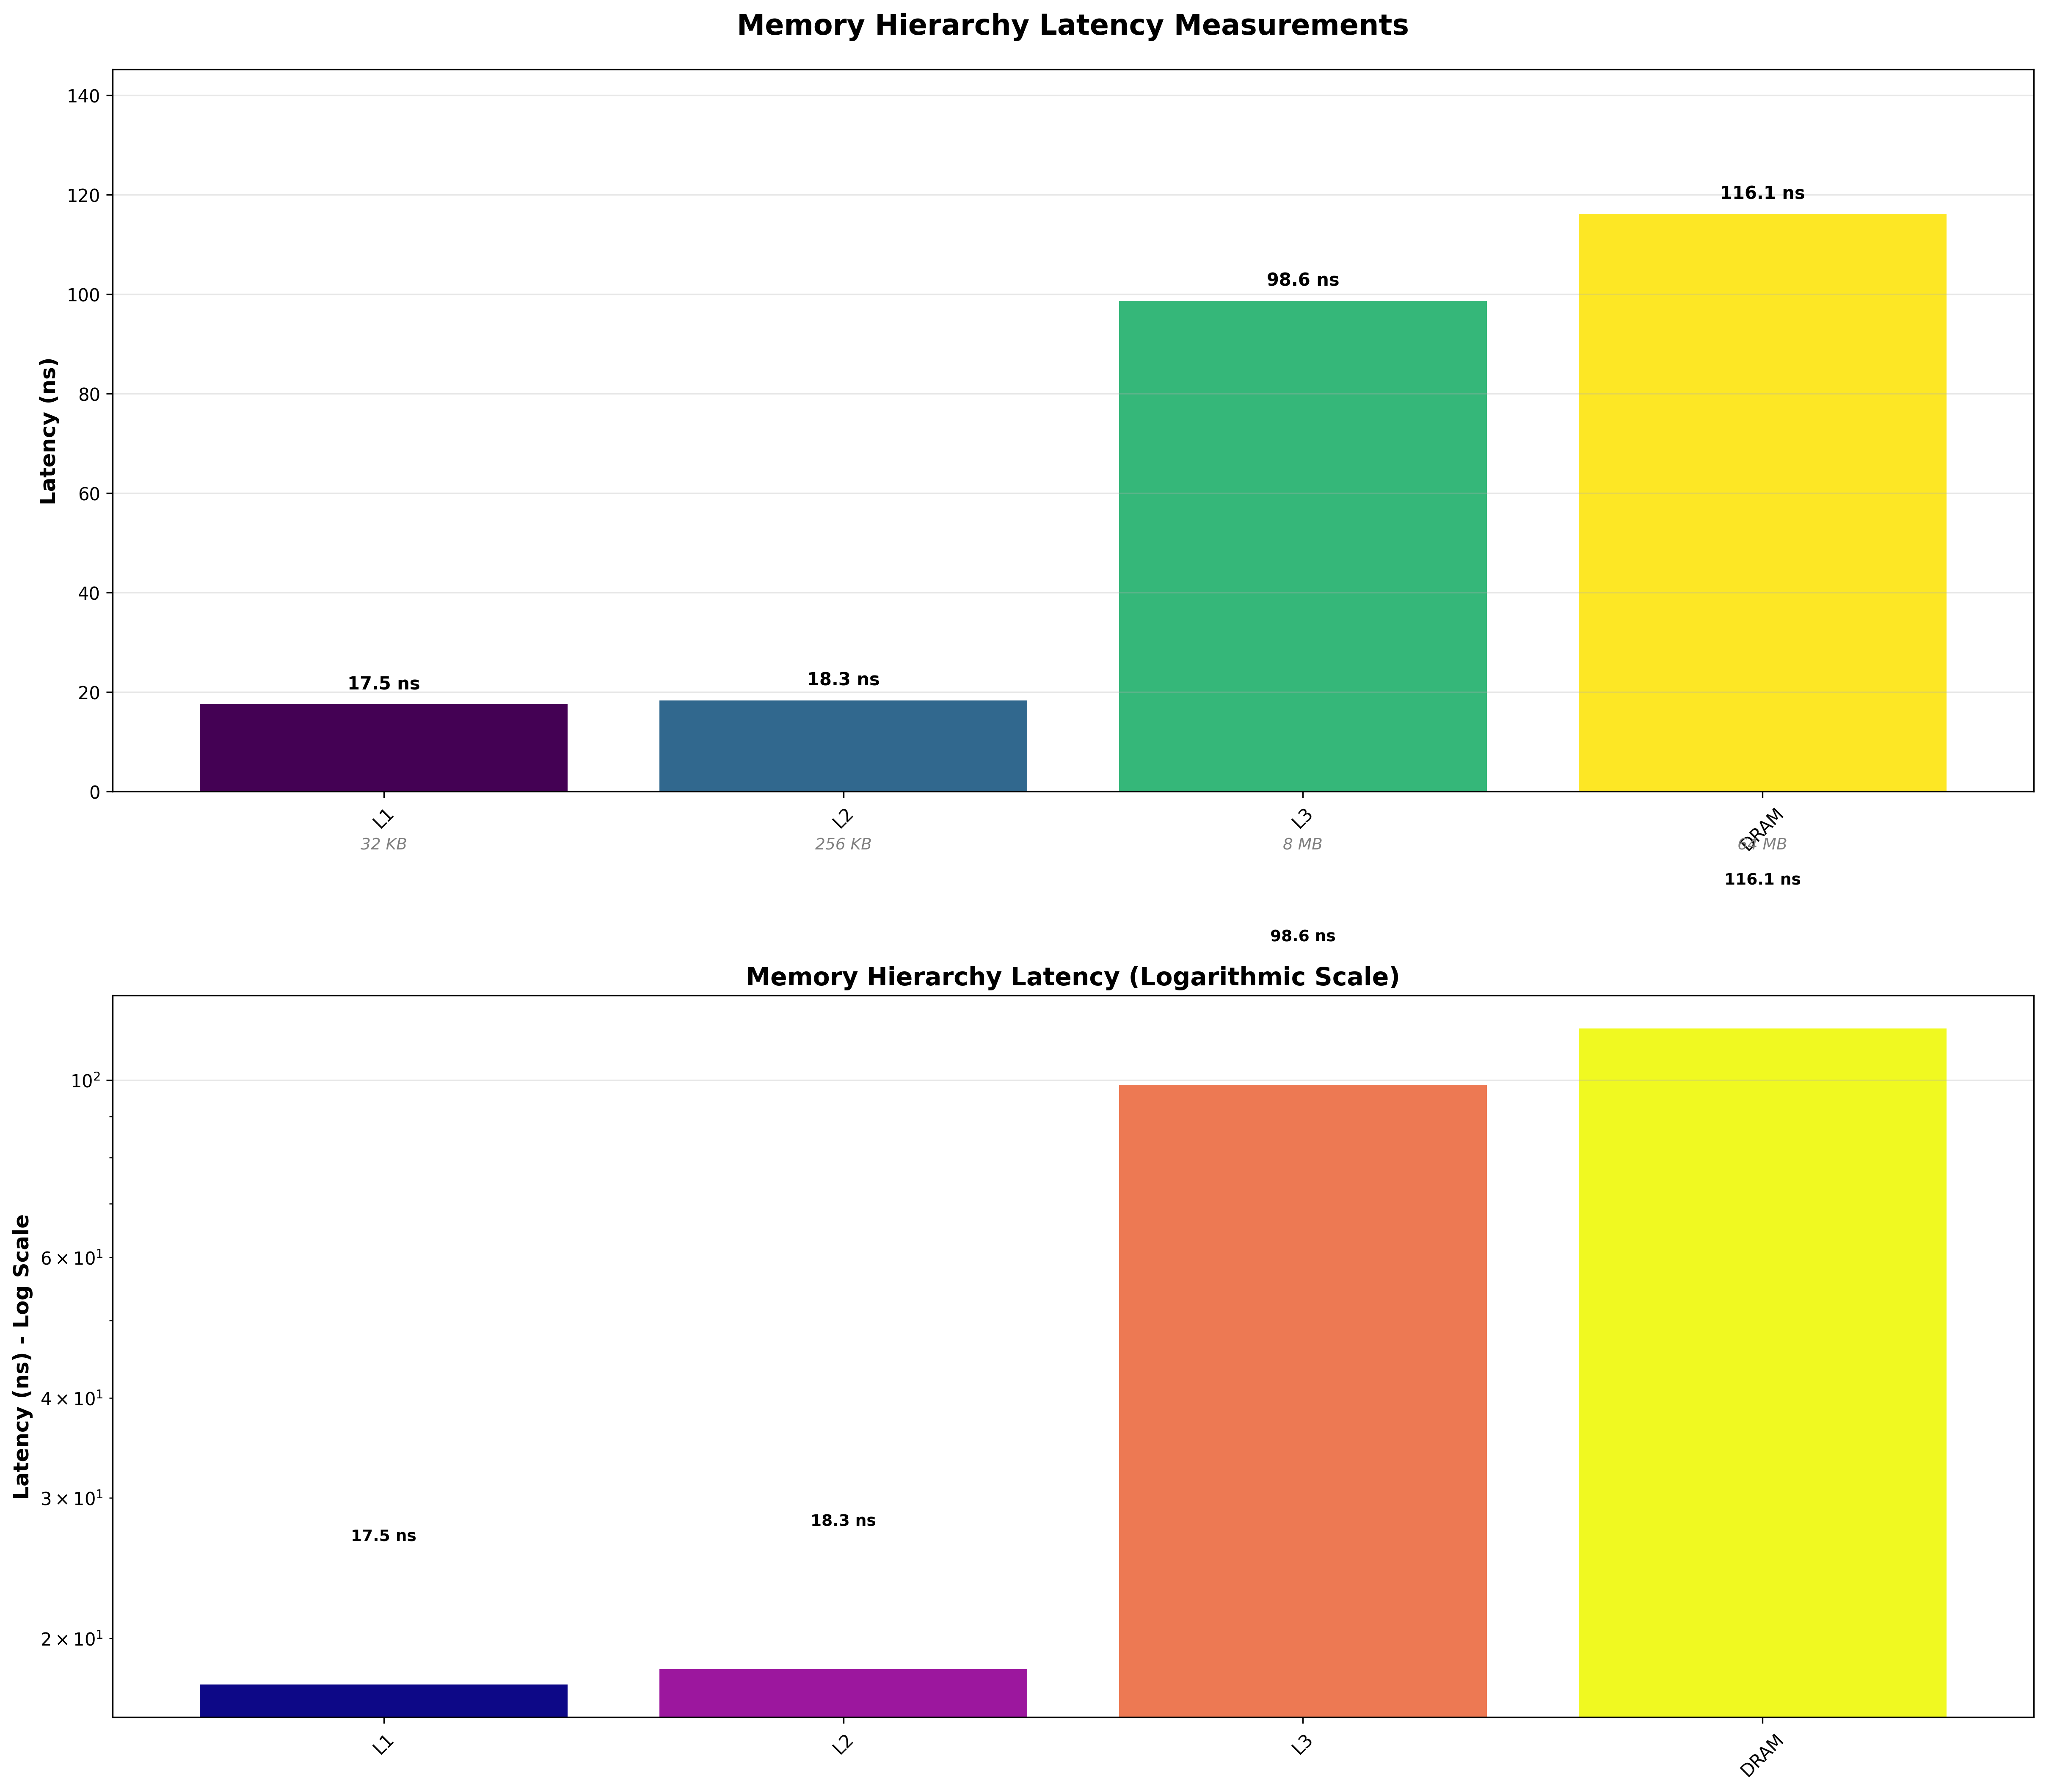 Memory Hierarchy Latency Measurements
Latency (ns)
140
120
100
80
60
40
20
0
17.5 ns
18.3 ns
98.6 ns
116.1 ns
L1
L2
L3
DRAM
32 KB
256 KB
8 MB
64 MB
116.1 ns
98.6 ns
Memory Hierarchy Latency (Logarithmic Scale)
Latency (ns) - Log Scale
10²
6 × 10¹
4 × 10¹
3 × 10¹
2 × 10¹
17.5 ns
18.3 ns
L1
L2
L3
DRAM